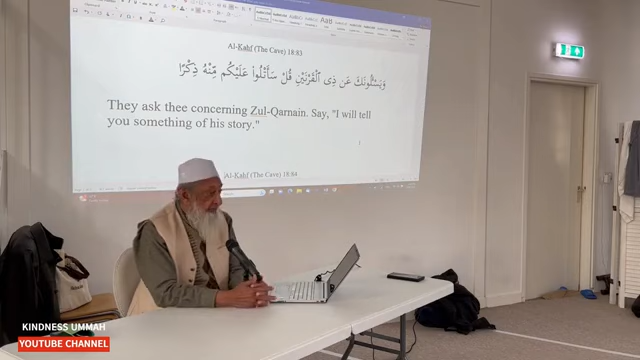 Al-Kahf (The Cave) 18:83
وَيَسْـَٔلُونَكَ عَن ذِى ٱلْقَرْنَيْنِ قُلْ سَأَتْلُوا۟ عَلَيْكُم مِّنْهُ ذِكْرًا
They ask thee concerning Zul-Qarnain. Say, "I will tell
you something of his story."
Al-Kahf (The Cave) 18:84
KINDNESS UMMAH
YOUTUBE CHANNEL